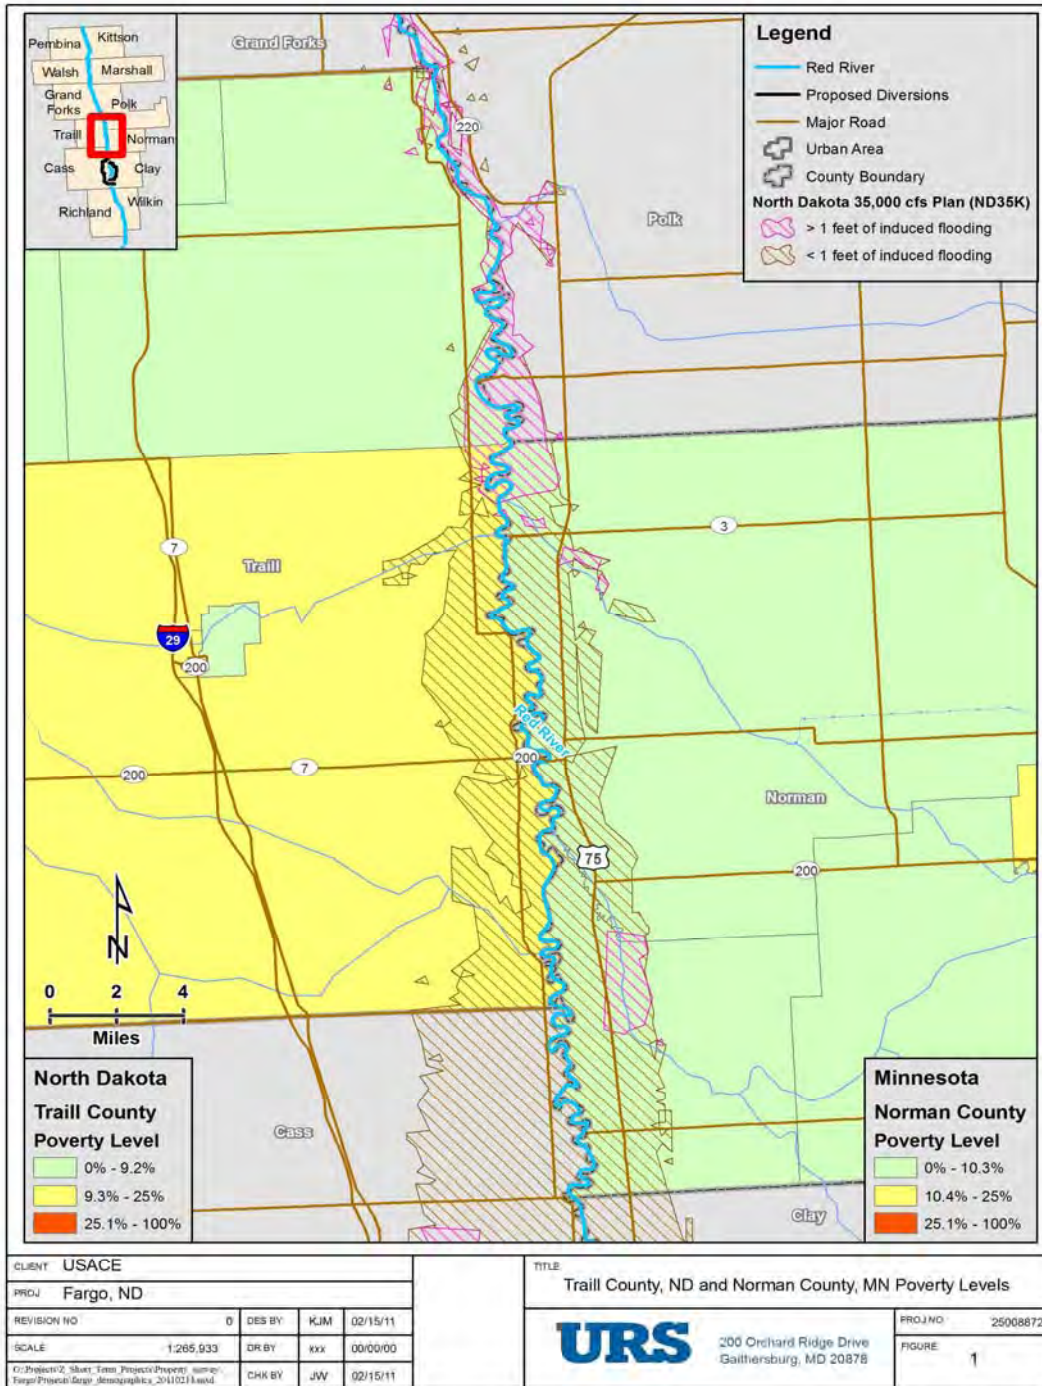 Pembina
Kittson
Walsh
Marshall
Grand
Forks
Polk
Traill
Norman
Cass
Clay
Richland
Wilkin
Grand Forks
220
Polk
Legend
Red River
Proposed Diversions
Major Road
Urban Area
County Boundary
North Dakota 35,000 cfs Plan (ND35K)
> 1 feet of induced flooding
< 1 feet of induced flooding
7
Traill
3
29
200
Red River
200
7
200
Norman
75
200
N
0 2 4
Miles
Cass
Clay
North Dakota
Traill County
Poverty Level
0% - 9.2%
9.3% - 25%
25.1% - 100%
Minnesota
Norman County
Poverty Level
0% - 10.3%
10.4% - 25%
25.1% - 100%
CLIENT USACE
PROJ Fargo, ND
REVISION NO 0 DES BY KJM 02/15/11
SCALE 1:265,933 DR BY xxx 00/00/00
CHK BY JW 02/15/11
TITLE
Traill County, ND and Norman County, MN Poverty Levels
URS
200 Orchard Ridge Drive
Gaithersburg, MD 20878
PROJ NO 25008872
FIGURE 1